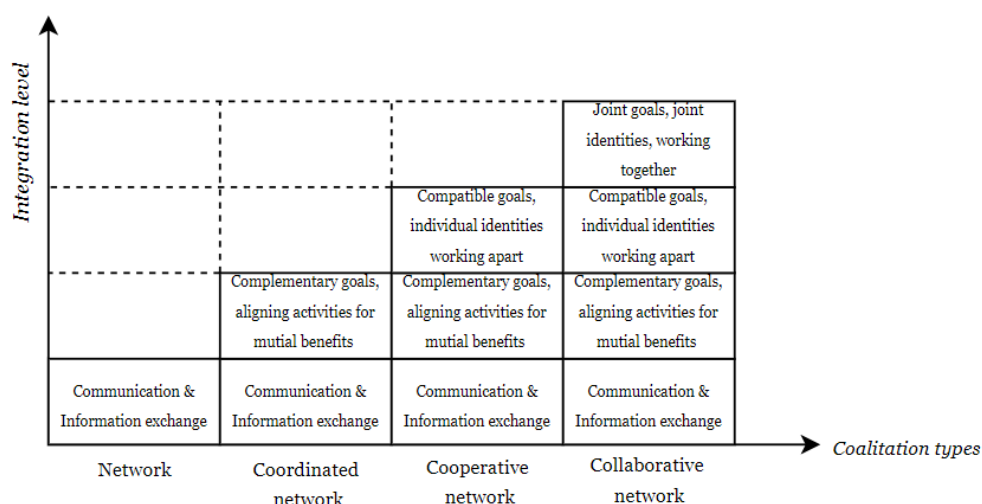 Integration level
Joint goals, joint
identities, working
together
Compatible goals,
individual identities
working apart
Compatible goals,
individual identities
working apart
Complementary goals,
aligning activities for
mutial benefits
Complementary goals,
aligning activities for
mutial benefits
Complementary goals,
aligning activities for
mutial benefits
Communication &
Information exchange
Communication &
Information exchange
Communication &
Information exchange
Communication &
Information exchange
Coalitation types
Network
Coordinated
network
Cooperative
network
Collaborative
network